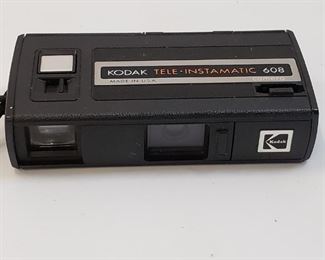 KODAK TELE·INSTAMATIC 608
MADE IN U.S.A.
Kodak